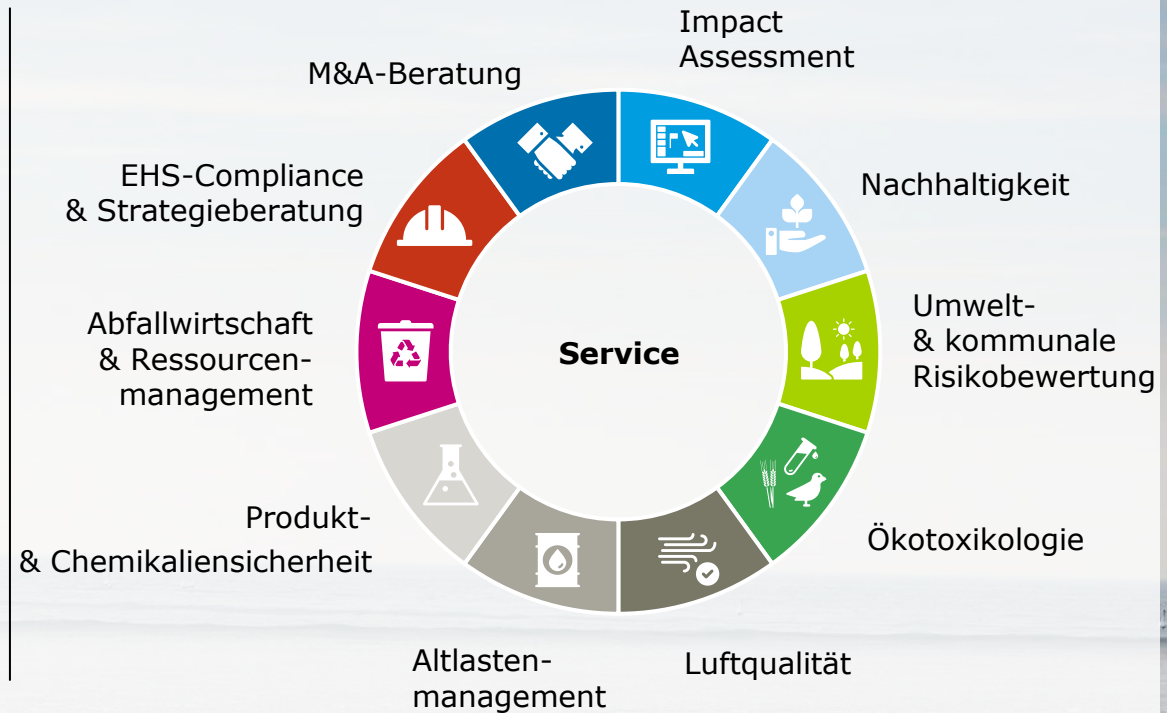 Impact
Assessment
M&A-Beratung
EHS-Compliance
& Strategieberatung
Nachhaltigkeit
Abfallwirtschaft
& Ressourcen-
management
Service
Umwelt-
& kommunale
Risikobewertung
Produkt-
& Chemikaliensicherheit
Ökotoxikologie
Altlasten-
management
Luftqualität